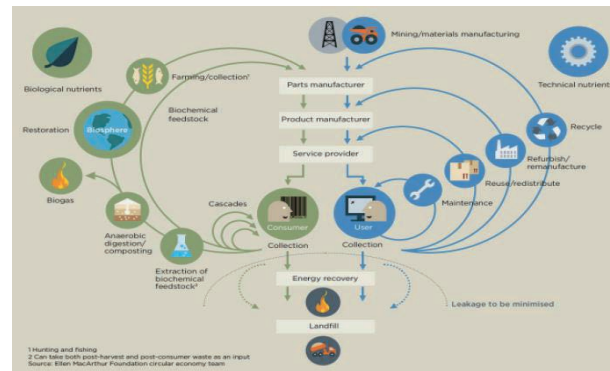 Mining/materials manufacturing
Biological nutrients
Farming/collection¹
Technical nutrients
Parts manufacturer
Biochemical
feedstock
Restoration
Biosphere
Product manufacturer
Recycle
Service provider
Refurbish/
remanufacture
Reuse/redistribute
Biogas
Maintenance
Cascades
Consumer
User
Anaerobic
digestion/
composting
Collection
Collection
Extraction of
biochemical
feedstock²
Energy recovery
Leakage to be minimised
Landfill
1 Hunting and fishing
2 Can take both post-harvest and post-consumer waste as an input
Source: Ellen MacArthur Foundation circular economy team